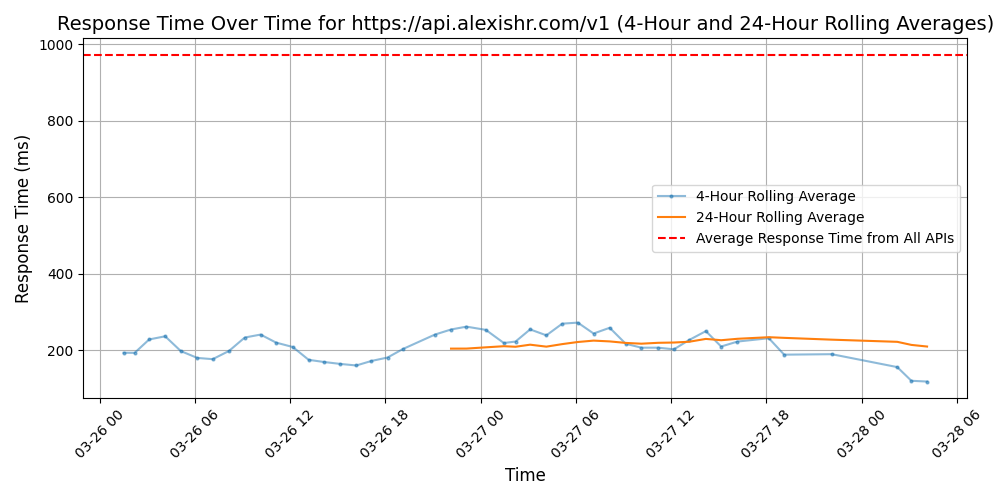 Response Time Over Time for https://api.alexishr.com/v1 (4-Hour and 24-Hour Rolling Averages)
Response Time (ms)
1000
800
600
400
200
4-Hour Rolling Average
24-Hour Rolling Average
Average Response Time from All APIs
03-26 00
03-26 06
03-26 12
03-26 18
03-27 00
03-27 06
03-27 12
03-27 18
03-28 00
03-28 06
Time